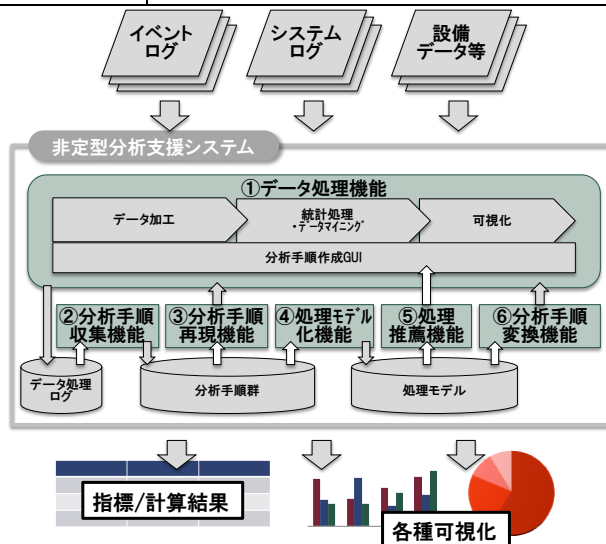 イベント
ログ
システム
ログ
設備
データ等
非定型分析支援システム
①データ処理機能
データ加工
統計処理
・データマイニング
可視化
分析手順作成GUI
②分析手順
収集機能
③分析手順
再現機能
④処理モデル
化機能
⑤処理
推薦機能
⑥分析手順
変換機能
データ処理
ログ
分析手順群
処理モデル
指標/計算結果
各種可視化